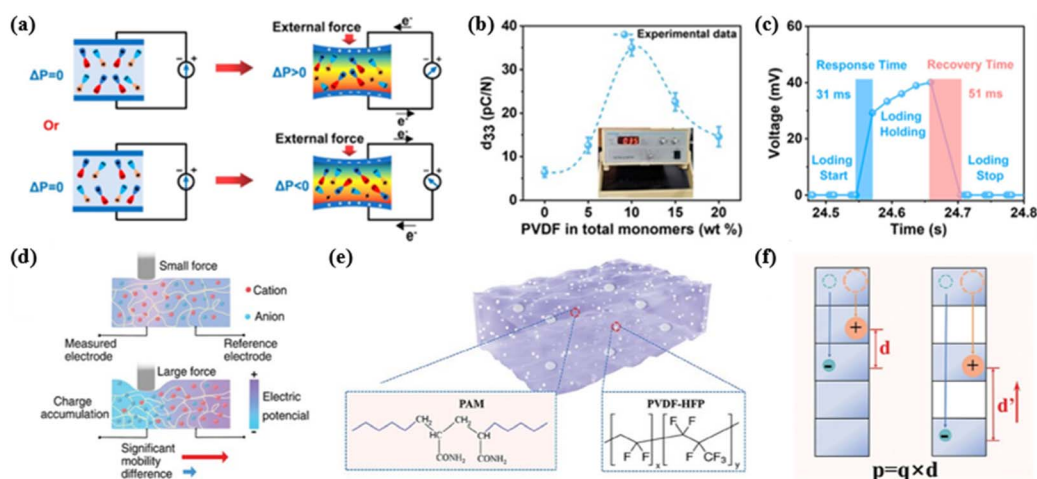 (a)
External force
e-
ΔP=0
ΔP>0
e-
Or
External force
e-
ΔP=0
ΔP<0
e-
(b)
Experimental data
d33 (pC/N)
40
30
20
10
0
0 5 10 15 20
PVDF in total monomers (wt %)
(c)
Voltage (mV)
60
40
20
0
Response Time
31 ms
Recovery Time
51 ms
Loding
Holding
Loding
Start
Loding
Stop
24.5 24.6 24.7 24.8
Time (s)
(d)
Small force
Cation
Anion
Measured
electrode
Reference
electrode
Large force
Charge
accumulation
+
Electric
potencial
-
Significant
mobility
difference
(e)
PAM
CH2 CH2
CH CH
CONH2 CONH2
PVDF-HFP
F F
F F
x
F CF3
y
(f)
+
-
d
+
-
d'
p=q×d